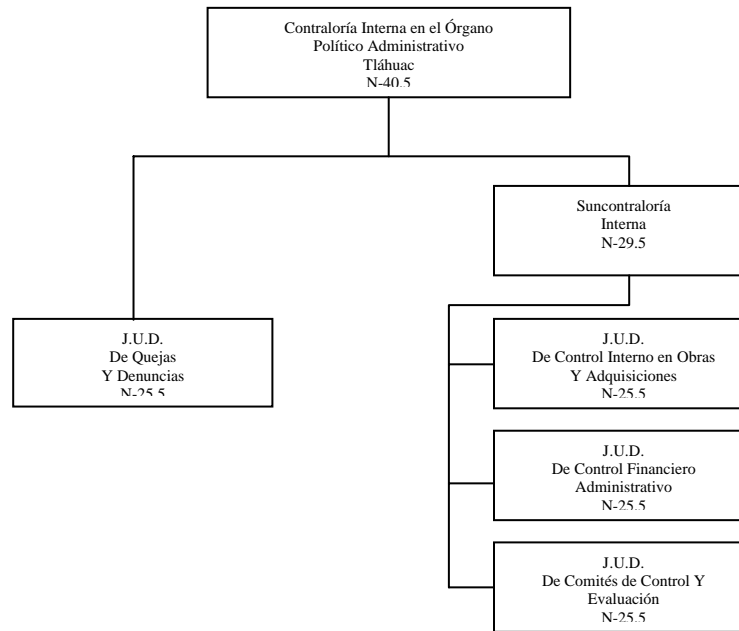 Contraloría Interna en el Órgano
Político Administrativo
Tláhuac
N-40.5
Suncontraloría
Interna
N-29.5
J.U.D.
De Quejas
Y Denuncias
N-25.5
J.U.D.
De Control Interno en Obras
Y Adquisiciones
N-25.5
J.U.D.
De Control Financiero
Administrativo
N-25.5
J.U.D.
De Comités de Control Y
Evaluación
N-25.5